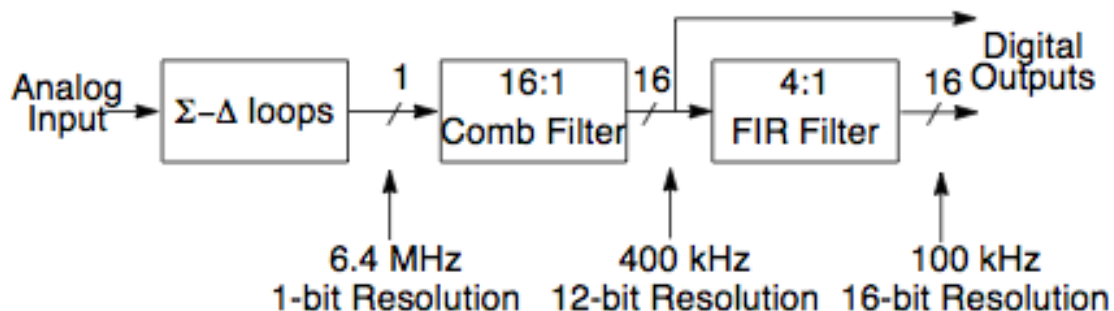 Analog
Input
Σ–Δ loops
1
16:1
Comb Filter
16
4:1
FIR Filter
16
Digital
Outputs
6.4 MHz
1-bit Resolution
400 kHz
12-bit Resolution
100 kHz
16-bit Resolution